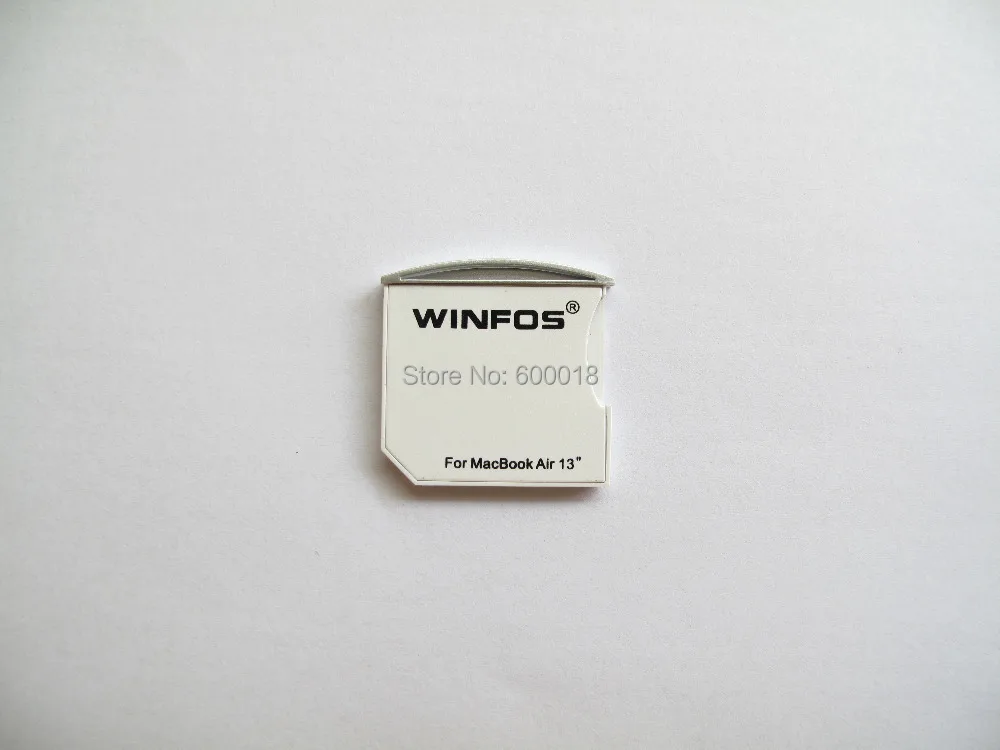 WINFOS®
Store No: 600018
For MacBook Air 13"